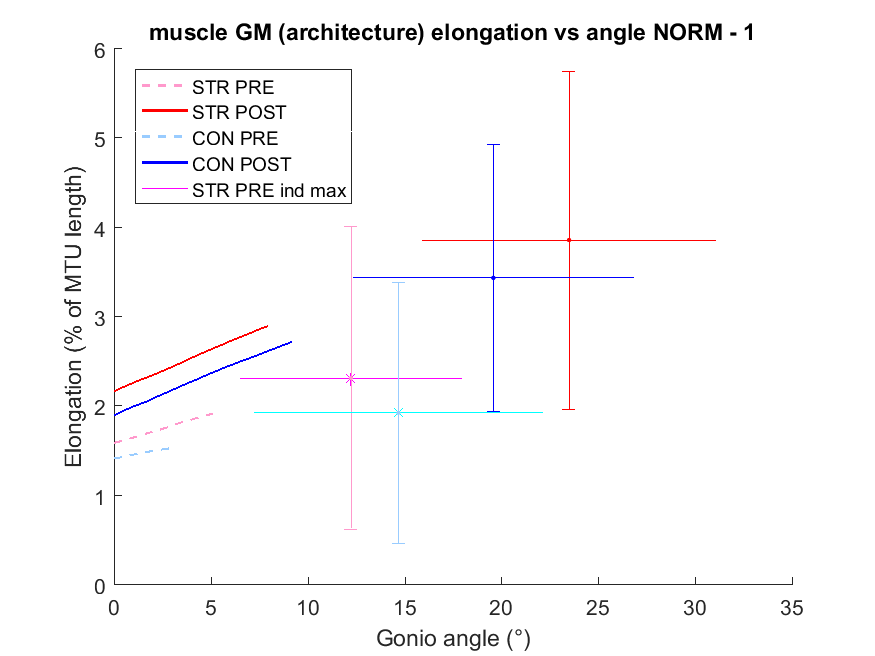 muscle GM (architecture) elongation vs angle NORM - 1
6
5
4
3
2
1
0
Elongation (% of MTU length)
STR PRE
STR POST
CON PRE
CON POST
STR PRE ind max
0 5 10 15 20 25 30 35
Gonio angle (°)